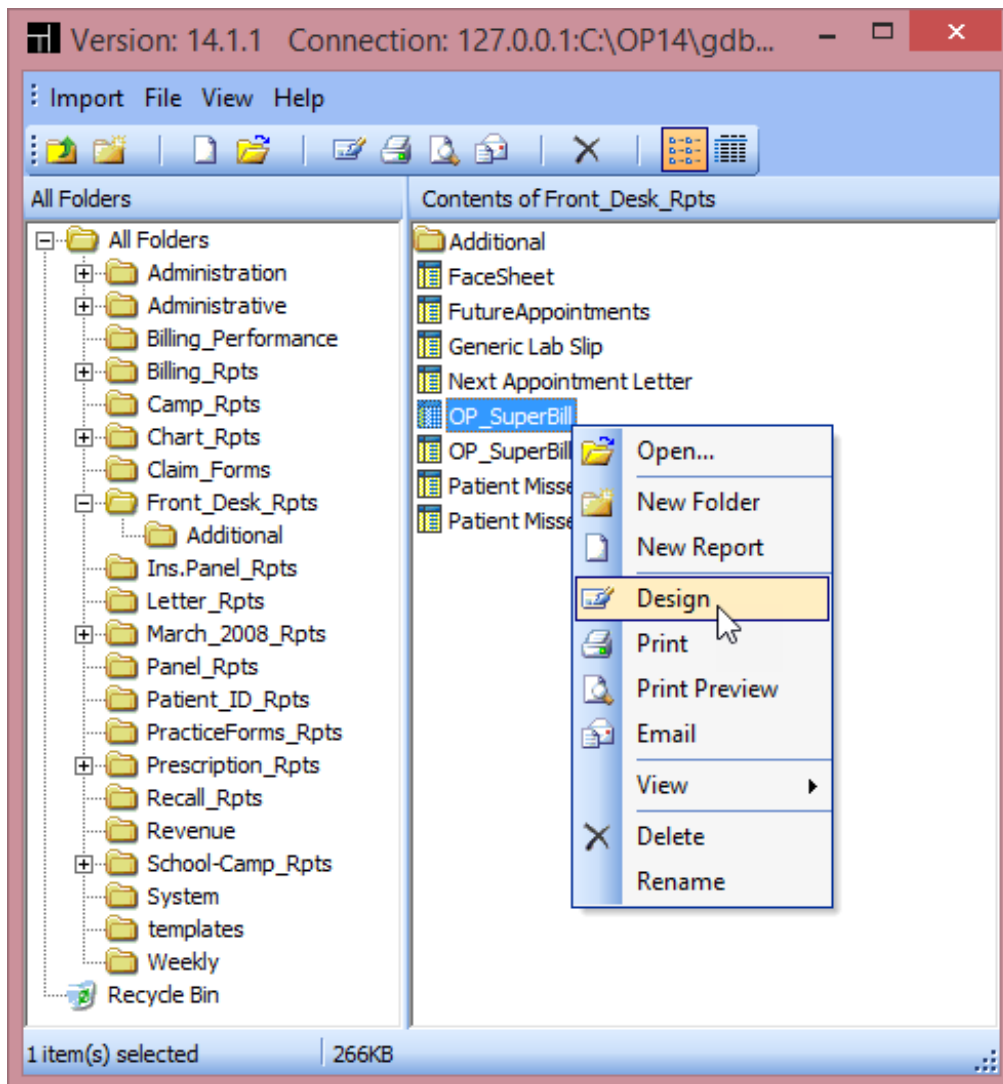 Version: 14.1.1 Connection: 127.0.0.1:C:\OP14\gdb...
Import File View Help
All Folders
All Folders
Administration
Administrative
Billing_Performance
Billing_Rpts
Camp_Rpts
Chart_Rpts
Claim_Forms
Front_Desk_Rpts
Additional
Ins.Panel_Rpts
Letter_Rpts
March_2008_Rpts
Panel_Rpts
Patient_ID_Rpts
PracticeForms_Rpts
Prescription_Rpts
Recall_Rpts
Revenue
School-Camp_Rpts
System
templates
Weekly
Recycle Bin
Contents of Front_Desk_Rpts
Additional
FaceSheet
FutureAppointments
Generic Lab Slip
Next Appointment Letter
OP_SuperBill
OP_SuperBill
Patient Misse
Patient Misse
Open...
New Folder
New Report
Design
Print
Print Preview
Email
View
Delete
Rename
1 item(s) selected
266KB